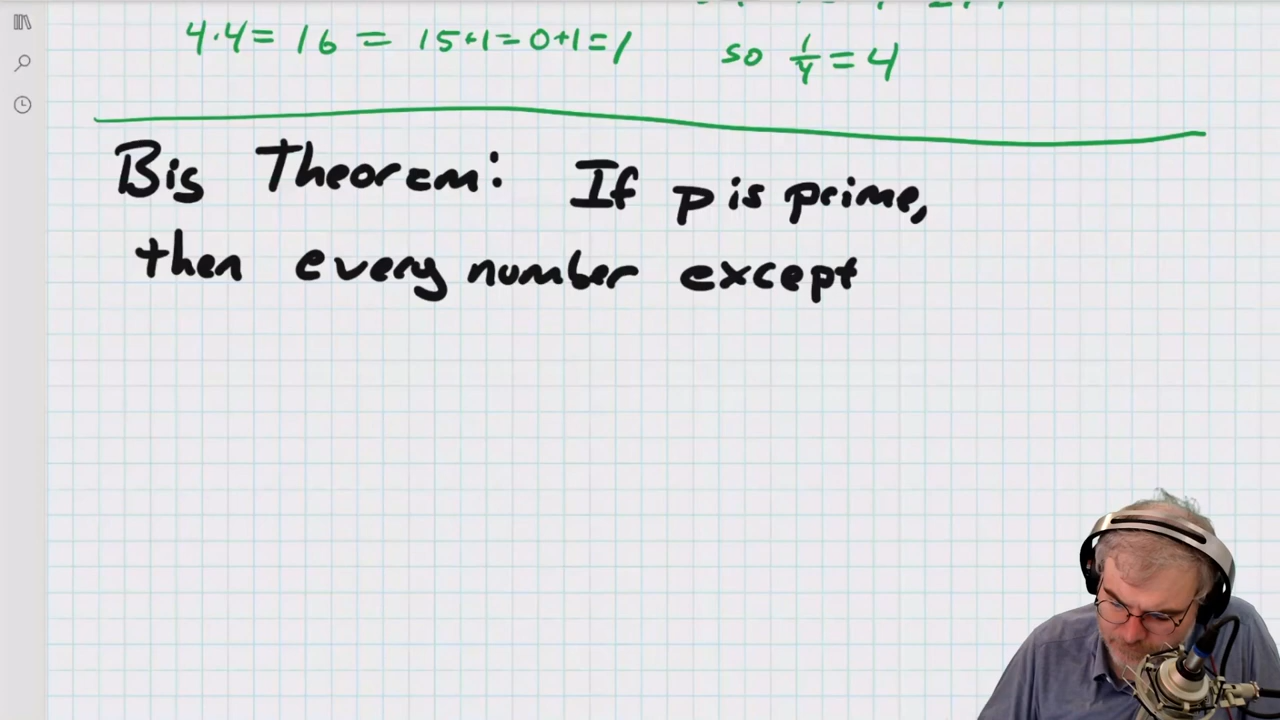 4·4= 16 = 15+1=0+1=1
so 1/4 = 4
Big Theorem: If p is prime,
then every number except